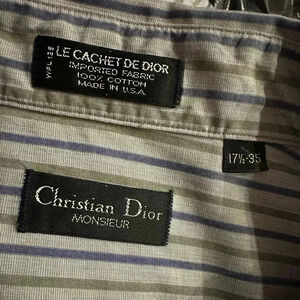 LE CACHET DE DIOR
IMPORTED FABRIC
100% COTTON
MADE IN U.S.A.
17½-35
Christian Dior
MONSIEUR